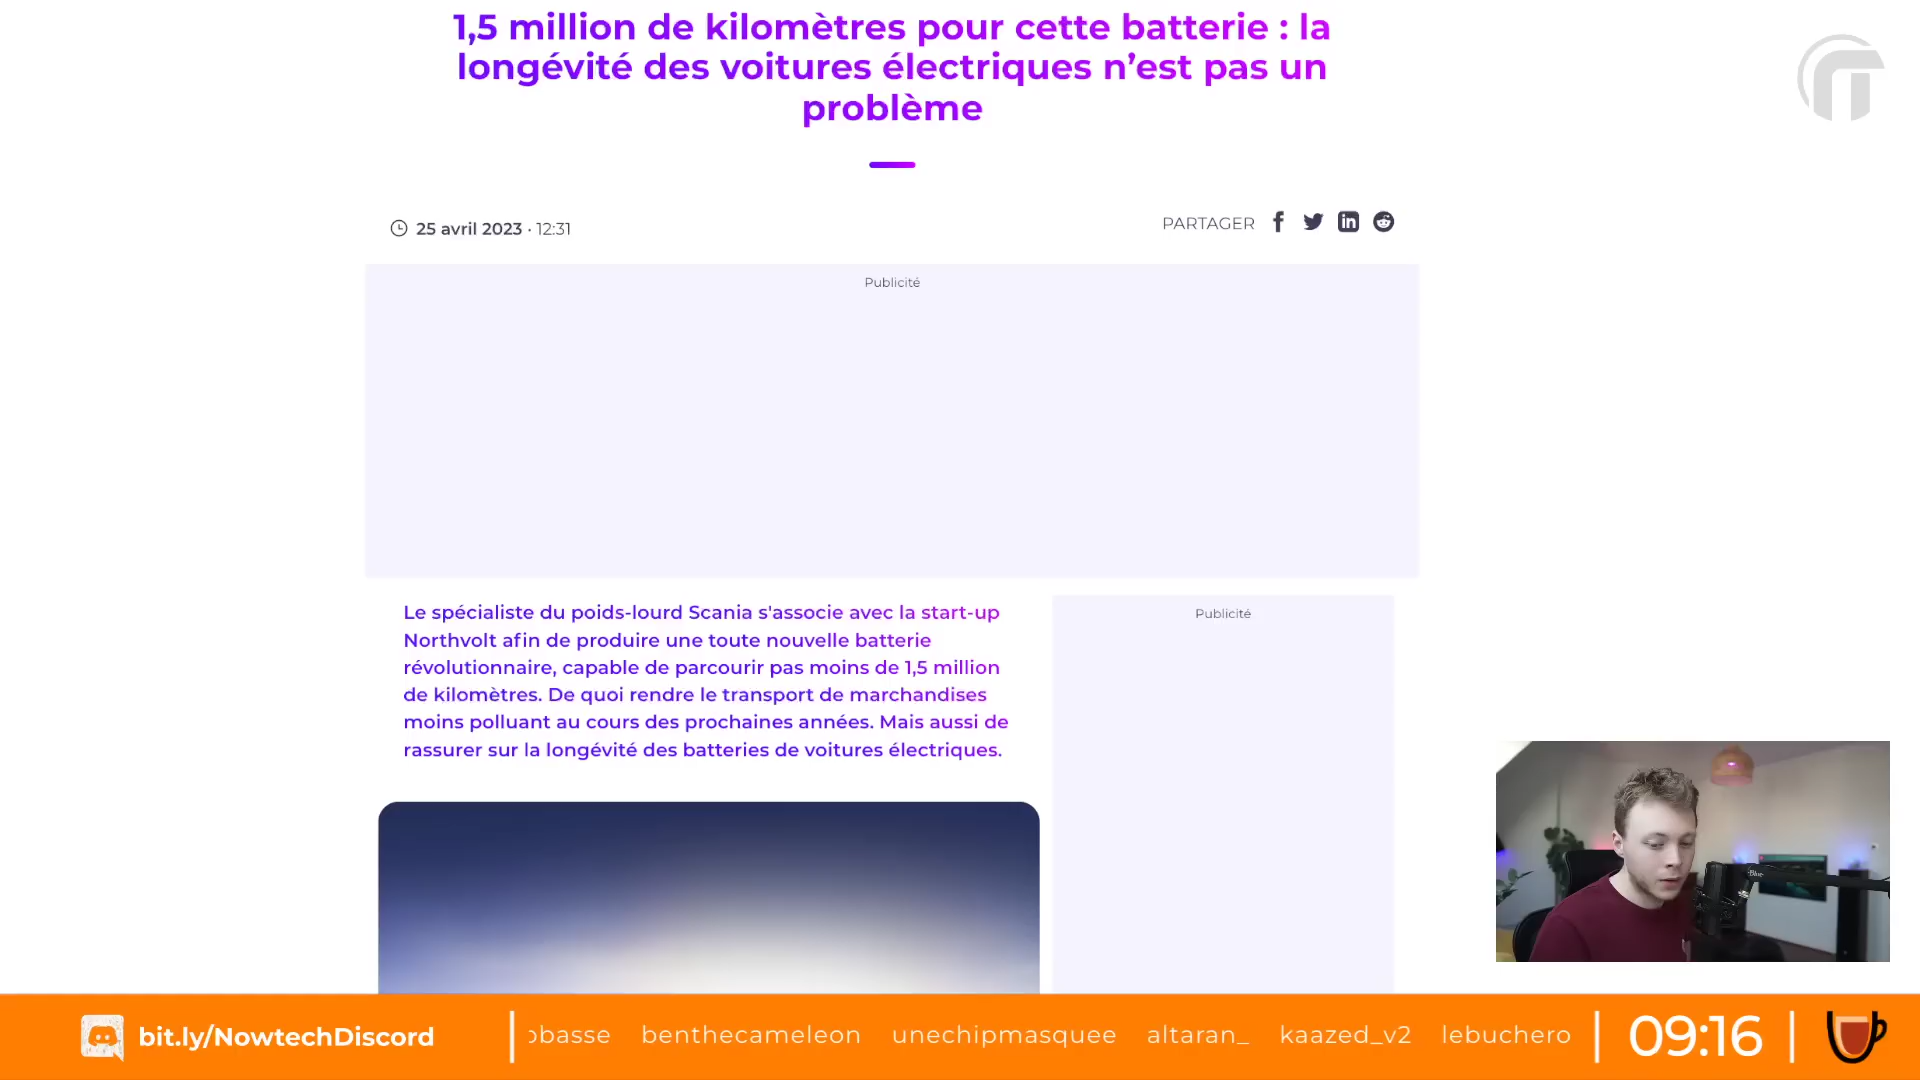 1,5 million de kilomètres pour cette batterie : la
longévité des voitures électriques n’est pas un
problème
25 avril 2023 · 12:31
PARTAGER
Publicité
Le spécialiste du poids-lourd Scania s'associe avec la start-up
Northvolt afin de produire une toute nouvelle batterie
révolutionnaire, capable de parcourir pas moins de 1,5 million
de kilomètres. De quoi rendre le transport de marchandises
moins polluant au cours des prochaines années. Mais aussi de
rassurer sur la longévité des batteries de voitures électriques.
Publicité
Blue
bit.ly/NowtechDiscord
benthecameleon unechipmasquee altaran_ kaazed_v2 lebuchero
09:16